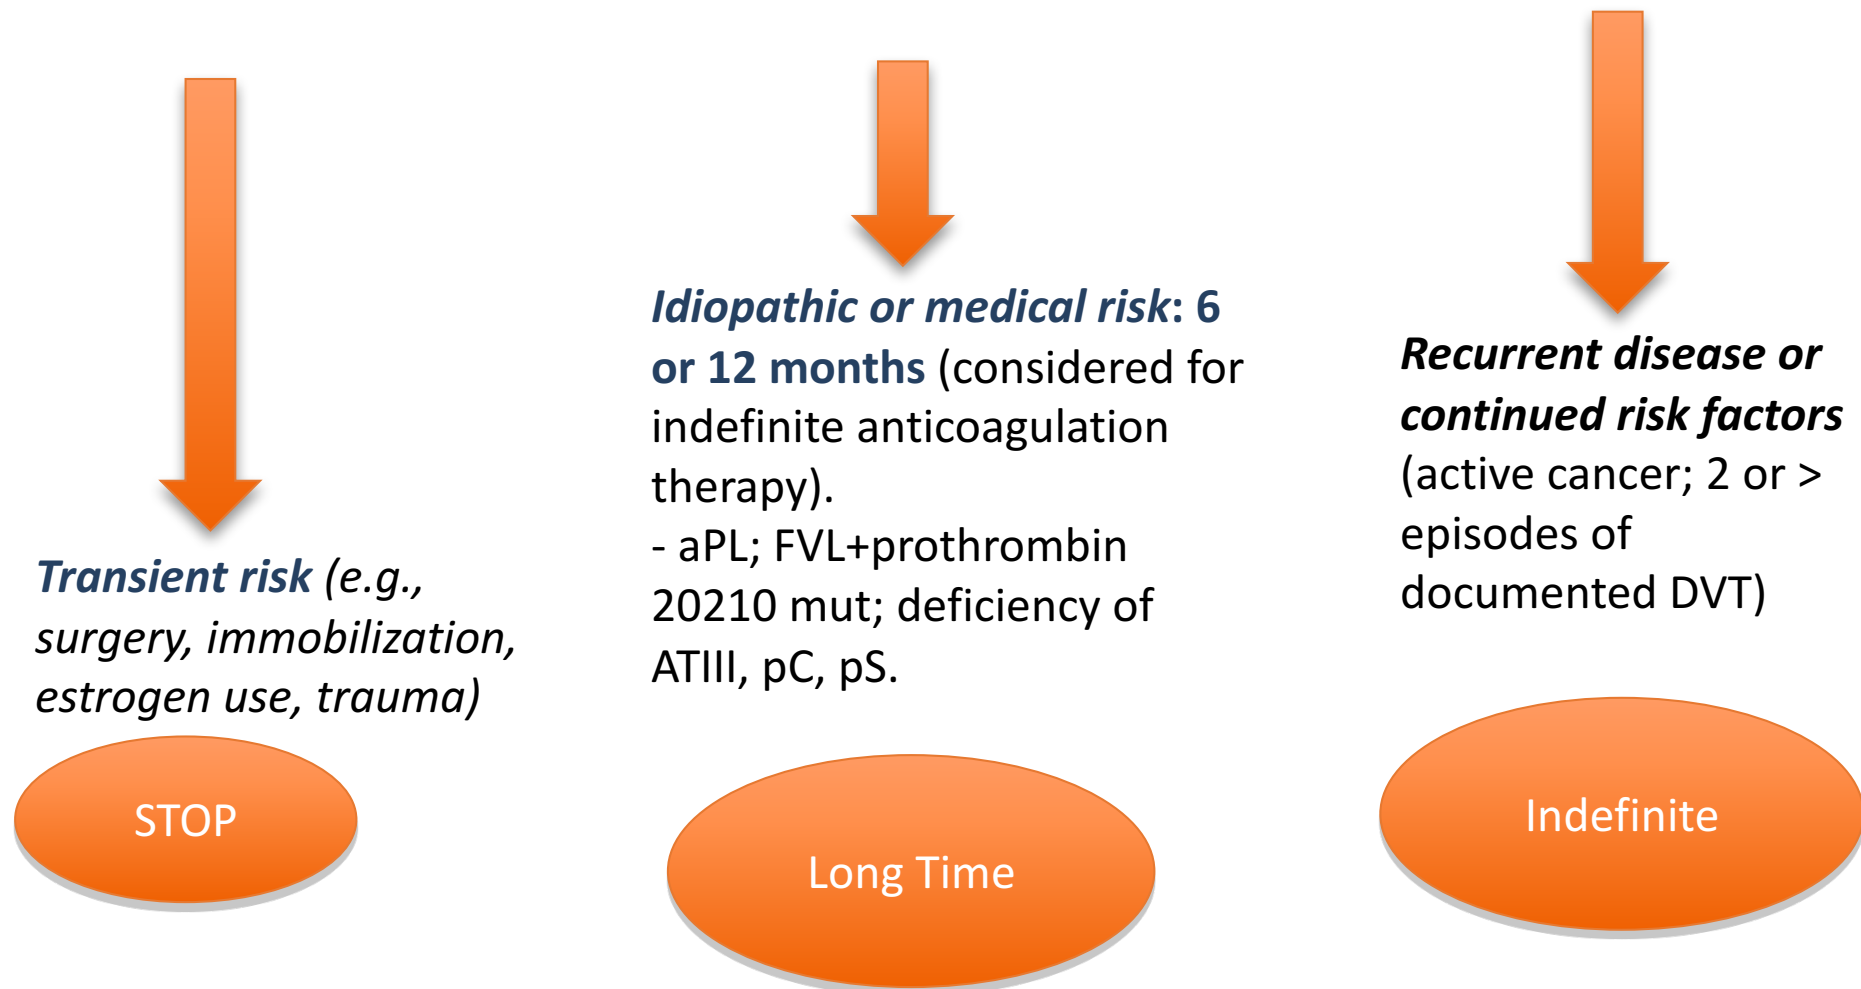 Transient risk (e.g.,
surgery, immobilization,
estrogen use, trauma)
STOP
Idiopathic or medical risk: 6
or 12 months (considered for
indefinite anticoagulation
therapy).
- aPL; FVL+prothrombin
20210 mut; deficiency of
ATIII, pC, pS.
Long Time
Recurrent disease or
continued risk factors
(active cancer; 2 or >
episodes of
documented DVT)
Indefinite